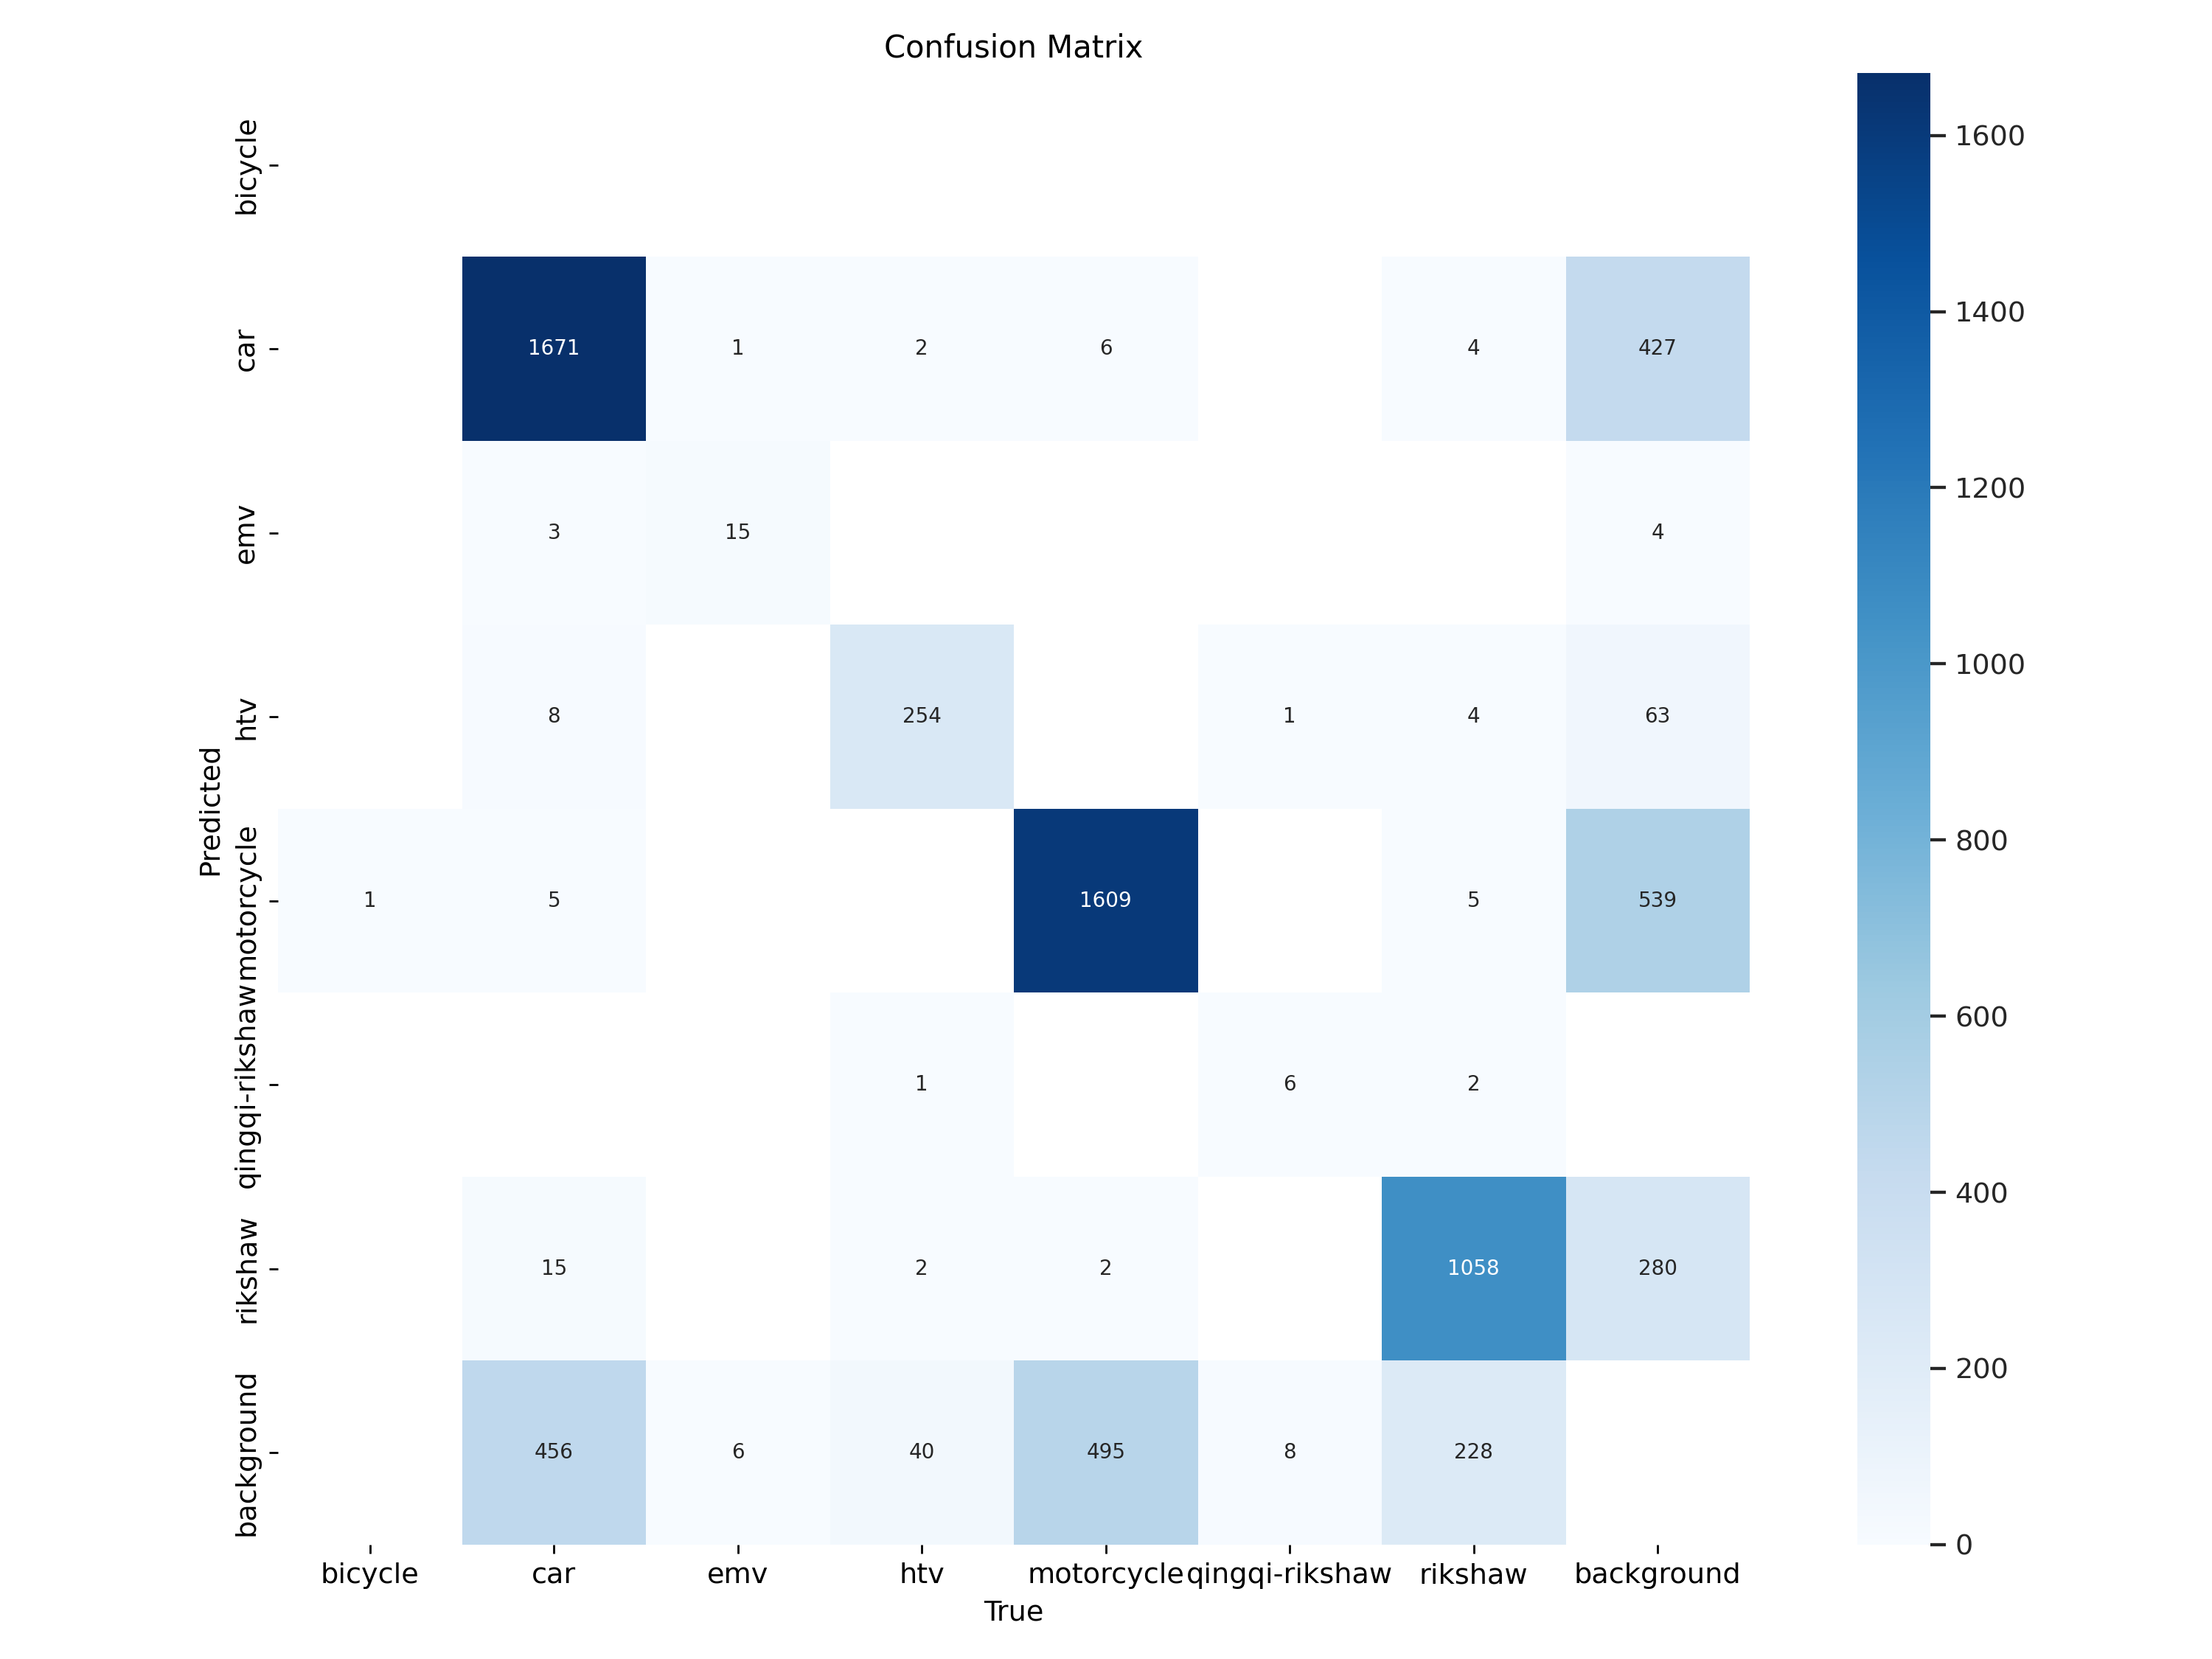 Confusion Matrix
Predicted
bicycle
car 1671 1 2 6 4 427
emv 3 15 4
htv 8 254 1 4 63
motorcycle 1 5 1609 5 539
qingqi-rikshaw 1 6 2
rikshaw 15 2 2 1058 280
background 456 6 40 495 8 228
bicycle car emv htv motorcycle qingqi-rikshaw rikshaw background
True
1600
1400
1200
1000
800
600
400
200
0